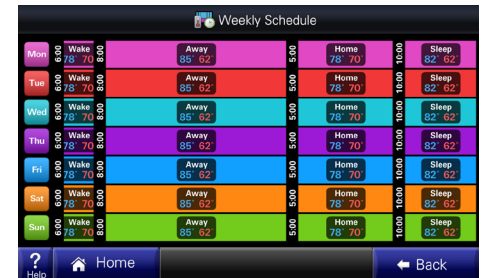 Weekly Schedule
Mon 6:00 Wake 8:00 Away 5:00 Home 10:00 Sleep
78° 70 85° 62° 78° 70° 82° 62°
Tue 6:00 Wake 8:00 Away 5:00 Home 10:00 Sleep
78° 70 85° 62° 78° 70° 82° 62°
Wed 6:00 Wake 8:00 Away 5:00 Home 10:00 Sleep
78° 70 85° 62° 78° 70° 82° 62°
Thu 6:00 Wake 8:00 Away 5:00 Home 10:00 Sleep
78° 70 85° 62° 78° 70° 82° 62°
Fri 6:00 Wake 8:00 Away 5:00 Home 10:00 Sleep
78° 70 85° 62° 78° 70° 82° 62°
Sat 6:00 Wake 8:00 Away 5:00 Home 10:00 Sleep
78° 70 85° 62° 78° 70° 82° 62°
Sun 6:00 Wake 8:00 Away 5:00 Home 10:00 Sleep
78° 70 85° 62° 78° 70° 82° 62°
? Help Home Back